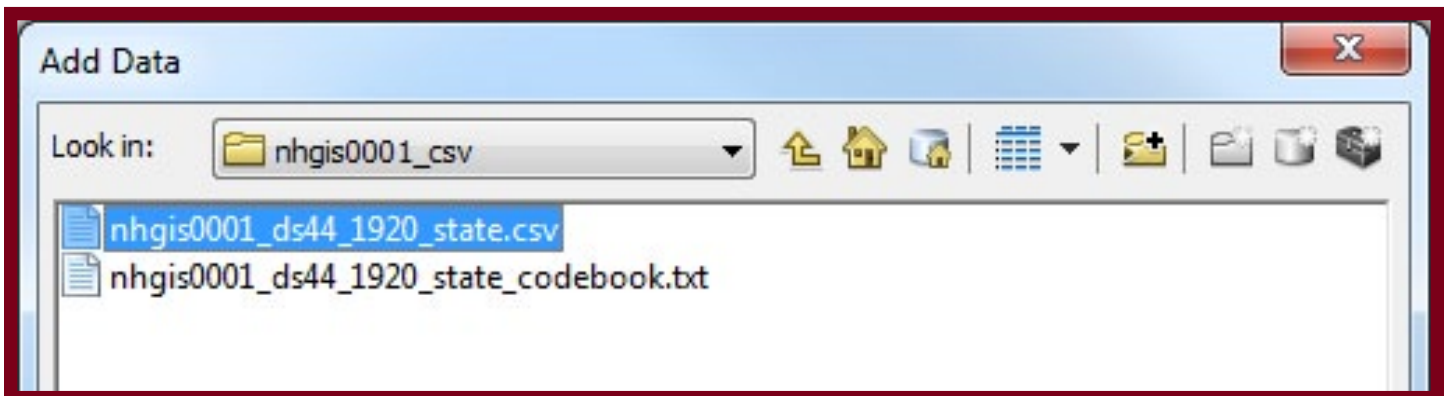 Add Data
Look in: nhgis0001_csv
nhgis0001_ds44_1920_state.csv
nhgis0001_ds44_1920_state_codebook.txt